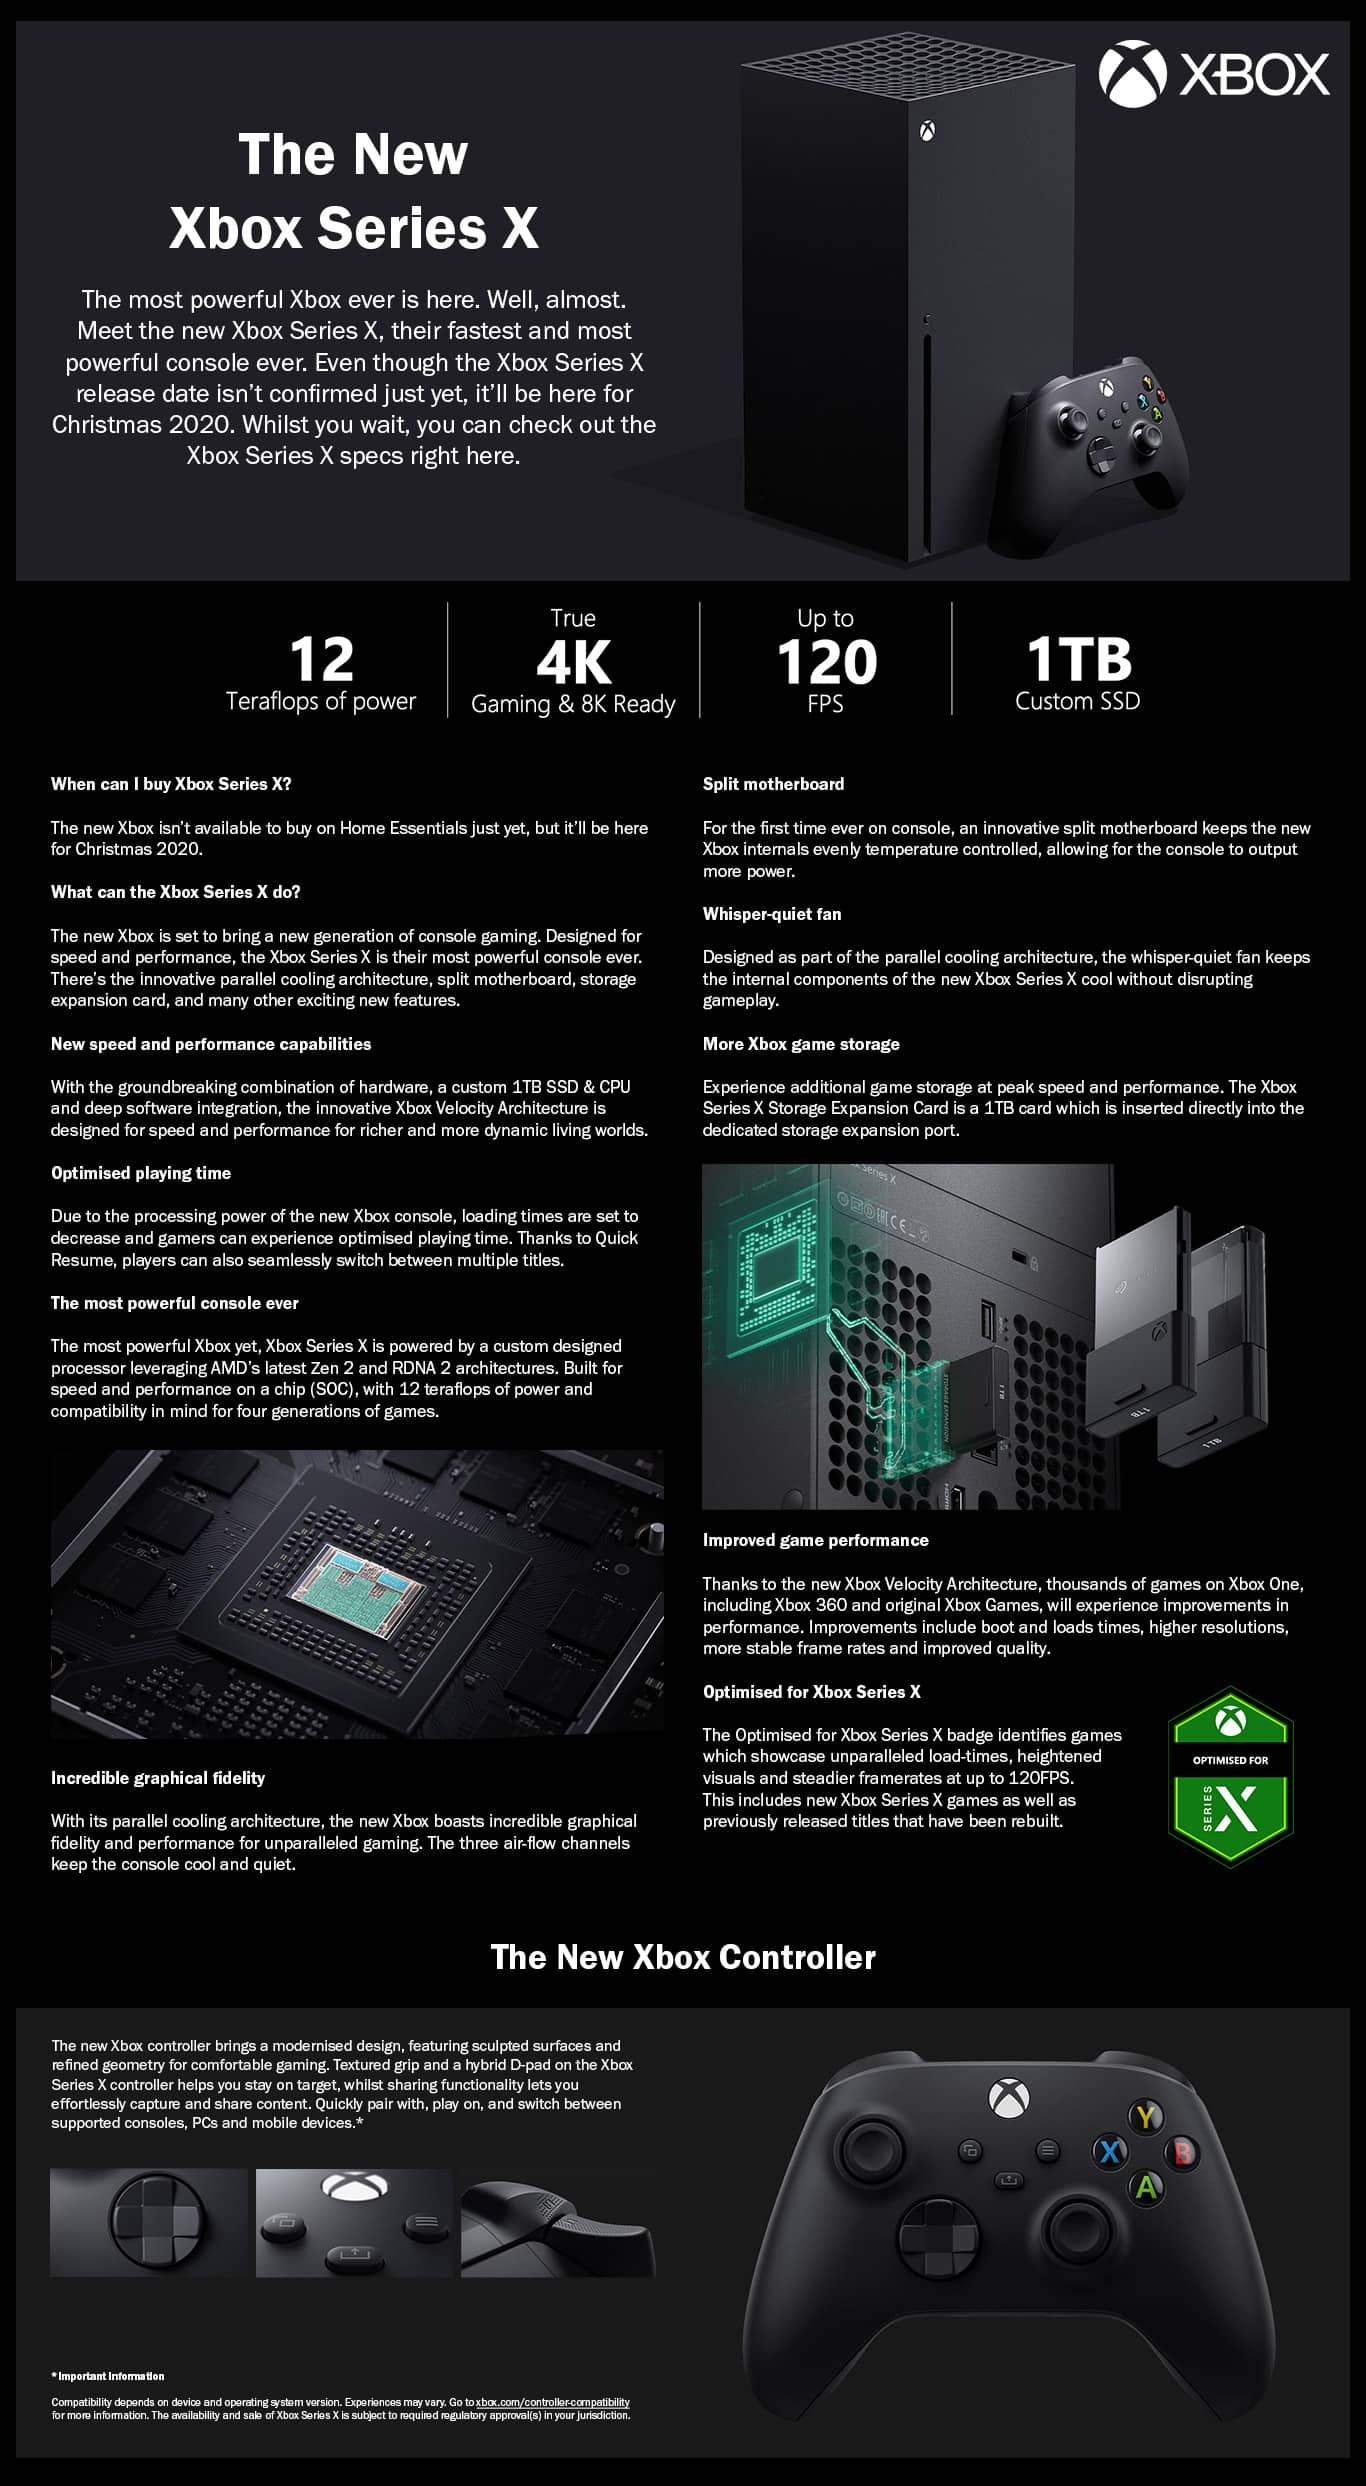 XBOX
The New
Xbox Series X
The most powerful Xbox ever is here. Well, almost.
Meet the new Xbox Series X, their fastest and most
powerful console ever. Even though the Xbox Series X
release date isn't confirmed just yet, it'll be here for
Christmas 2020. Whilst you wait, you can check out the
Xbox Series X specs right here.
12
Teraflops of power
True
4K
Gaming & 8K Ready
Up to
120
FPS
1TB
Custom SSD
When can I buy Xbox Series X?
The new Xbox isn't available to buy on Home Essentials just yet, but it'll be here
for Christmas 2020.
What can the Xbox Series X do?
The new Xbox is set to bring a new generation of console gaming. Designed for
speed and performance, the Xbox Series X is their most powerful console ever.
There's the innovative parallel cooling architecture, split motherboard, storage
expansion card, and many other exciting new features.
New speed and performance capabilities
With the groundbreaking combination of hardware, a custom 1TB SSD & CPU
and deep software integration, the innovative Xbox Velocity Architecture is
designed for speed and performance for richer and more dynamic living worlds.
Optimised playing time
Due to the processing power of the new Xbox console, loading times are set to
decrease and gamers can experience optimised playing time. Thanks to Quick
Resume, players can also seamlessly switch between multiple titles.
The most powerful console ever
The most powerful Xbox yet, Xbox Series X is powered by a custom designed
processor leveraging AMD's latest Zen 2 and RDNA 2 architectures. Built for
speed and performance on a chip (SOC), with 12 teraflops of power and
compatibility in mind for four generations of games.
Incredible graphical fidelity
With its parallel cooling architecture, the new Xbox boasts incredible graphical
fidelity and performance for unparalleled gaming. The three air-flow channels
keep the console cool and quiet.
Split motherboard
For the first time ever on console, an innovative split motherboard keeps the new
Xbox internals evenly temperature controlled, allowing for the console to output
more power.
Whisper-quiet fan
Designed as part of the parallel cooling architecture, the whisper-quiet fan keeps
the internal components of the new Xbox Series X cool without disrupting
gameplay.
More Xbox game storage
Experience additional game storage at peak speed and performance. The Xbox
Series X Storage Expansion Card is a 1TB card which is inserted directly into the
dedicated storage expansion port.
Series X
STORAGE EXPANSION
1TB
HDMI
1TB
1TB
Improved game performance
Thanks to the new Xbox Velocity Architecture, thousands of games on Xbox One,
including Xbox 360 and original Xbox Games, will experience improvements in
performance. Improvements include boot and loads times, higher resolutions,
more stable frame rates and improved quality.
Optimised for Xbox Series X
The Optimised for Xbox Series X badge identifies games
which showcase unparalleled load-times, heightened
visuals and steadier framerates at up to 120FPS.
This includes new Xbox Series X games as well as
previously released titles that have been rebuilt.
OPTIMISED FOR
SERIES X
The New Xbox Controller
The new Xbox controller brings a modernised design, featuring sculpted surfaces and
refined geometry for comfortable gaming. Textured grip and a hybrid D-pad on the Xbox
Series X controller helps you stay on target, whilst sharing functionality lets you
effortlessly capture and share content. Quickly pair with, play on, and switch between
supported consoles, PCs and mobile devices.*
Y
X
B
A
* Important Information
Compatibility depends on device and operating system version. Experiences may vary. Go to xbox.com/controller-compatibility
for more information. The availability and sale of Xbox Series X is subject to required regulatory approval(s) in your jurisdiction.